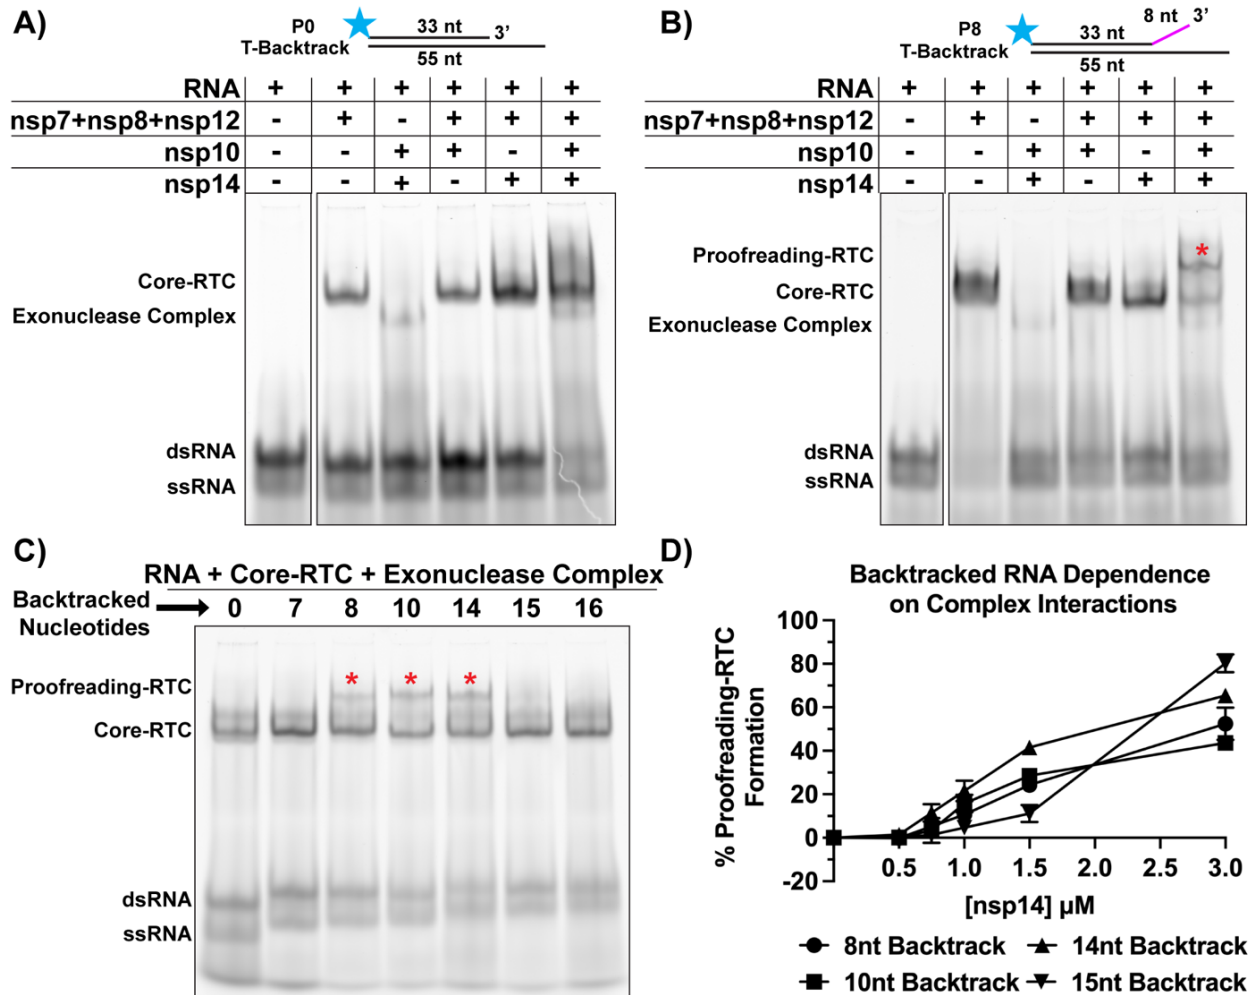 A)
P0
T-Backtrack
33 nt
3’
55 nt
RNA + + + + + +
nsp7+nsp8+nsp12 - + - + + +
nsp10 - - + + - +
nsp14 - - + - + +
Core-RTC
Exonuclease Complex
dsRNA
ssRNA
B)
P8
T-Backtrack
33 nt
8 nt
3’
55 nt
RNA + + + + + +
nsp7+nsp8+nsp12 - + - + + +
nsp10 - - + + - +
nsp14 - - + - + +
Proofreading-RTC
*
Core-RTC
Exonuclease Complex
dsRNA
ssRNA
C)
RNA + Core-RTC + Exonuclease Complex
Backtracked
Nucleotides
0 7 8 10 14 15 16
* * *
Proofreading-RTC
Core-RTC
dsRNA
ssRNA
D)
Backtracked RNA Dependence
on Complex Interactions
% Proofreading-RTC
Formation
100
80
60
40
20
0
-20
0.5 1.0 1.5 2.0 2.5 3.0
[nsp14] µM
8nt Backtrack
14nt Backtrack
10nt Backtrack
15nt Backtrack